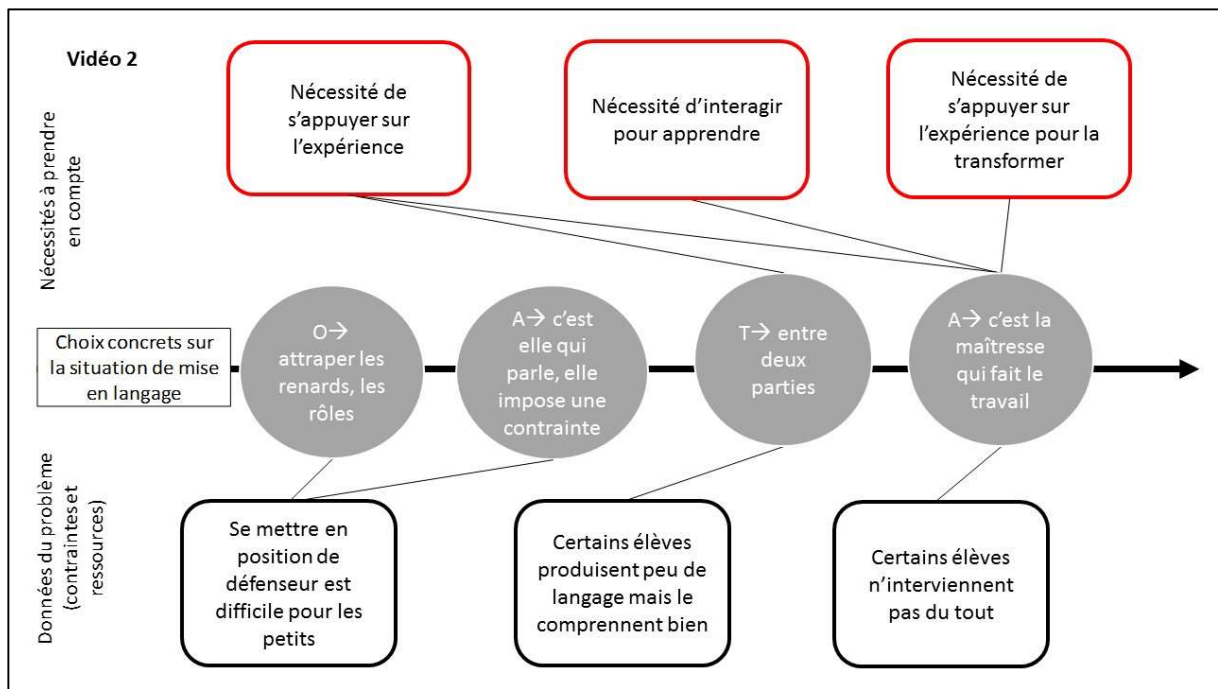 Vidéo 2
Nécessités à prendre
en compte
Nécessité de
s'appuyer sur
l'expérience
Nécessité d'interagir
pour apprendre
Nécessité de
s'appuyer sur
l'expérience pour la
transformer
Choix concrets sur
la situation de mise
en langage
O→
attraper les
renards, les
rôles
A→ c'est
elle qui
parle, elle
impose une
contrainte
T→ entre
deux
parties
A→ c'est la
maîtresse
qui fait le
travail
Données du problème
(contraintes et
ressources)
Se mettre en
position de
défenseur est
difficile pour les
petits
Certains élèves
produisent peu de
langage mais le
comprennent bien
Certains élèves
n'interviennent
pas du tout